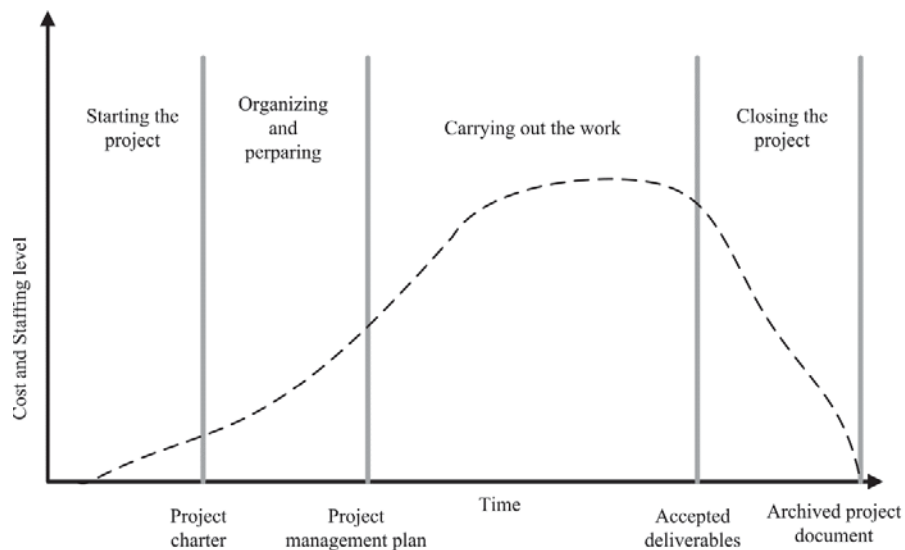 Starting the
project
Organizing
and
perparing
Carrying out the work
Closing the
project
Cost and Staffing level
Time
Project
charter
Project
management plan
Accepted
deliverables
Archived project
document